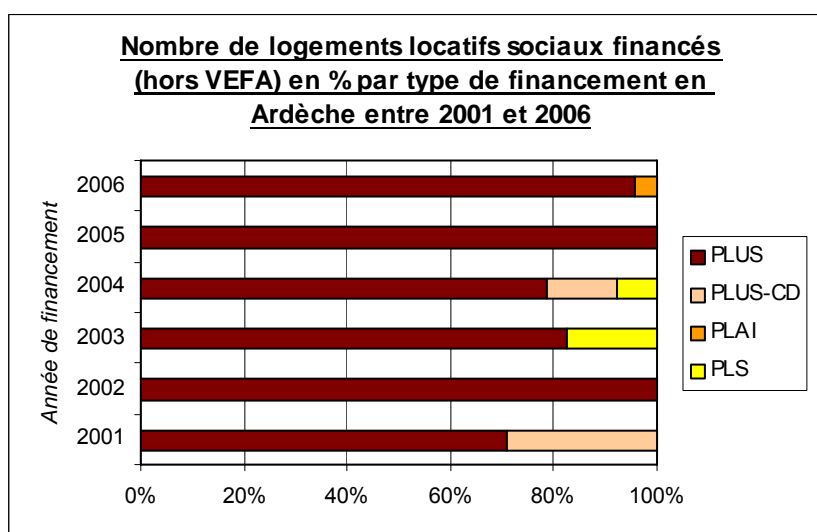 Nombre de logements locatifs sociaux financés
(hors VEFA) en % par type de financement en
Ardèche entre 2001 et 2006
Année de financement
2006
2005
2004
2003
2002
2001
0% 20% 40% 60% 80% 100%
PLUS
PLUS-CD
PLAI
PLS